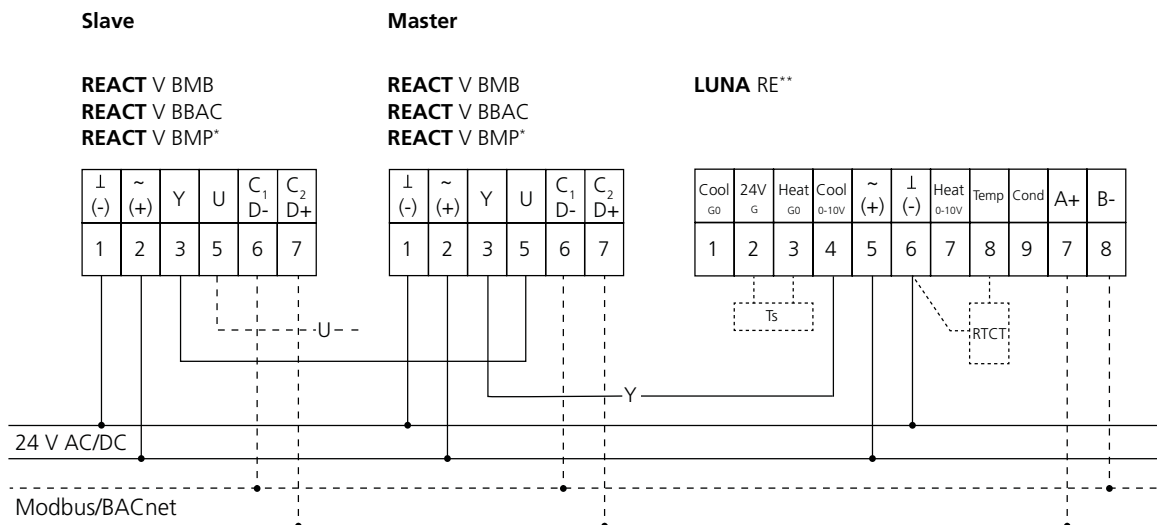 Slave Master
REACT V BMB REACT V BMB LUNA RE**
REACT V BBAC REACT V BBAC
REACT V BMP* REACT V BMP*
⊥ (-) ~ (+) Y U C1 D- C2 D+
1 2 3 5 6 7
⊥ (-) ~ (+) Y U C1 D- C2 D+
1 2 3 5 6 7
Cool G0 24V G Heat G0 Cool 0-10V ~ (+) ⊥ (-) Heat 0-10V Temp Cond A+ B-
1 2 3 4 5 6 7 8 9 7 8
Ts
U
RTCT
Y
24 V AC/DC
Modbus/BACnet